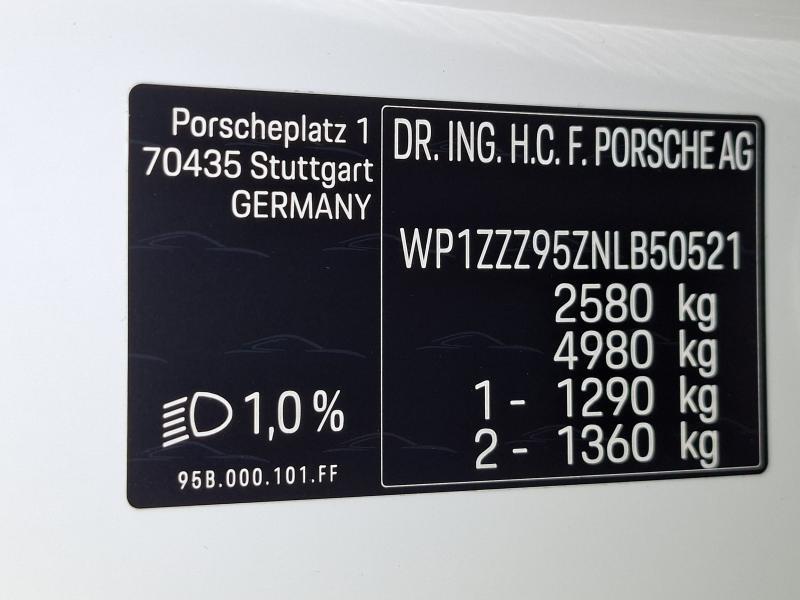 Porscheplatz 1
70435 Stuttgart
GERMANY
1,0 %
95B.000.101.FF
DR. ING. H.C. F. PORSCHE AG
WP1ZZZ95ZNLB50521
2580 kg
4980 kg
1 - 1290 kg
2 - 1360 kg